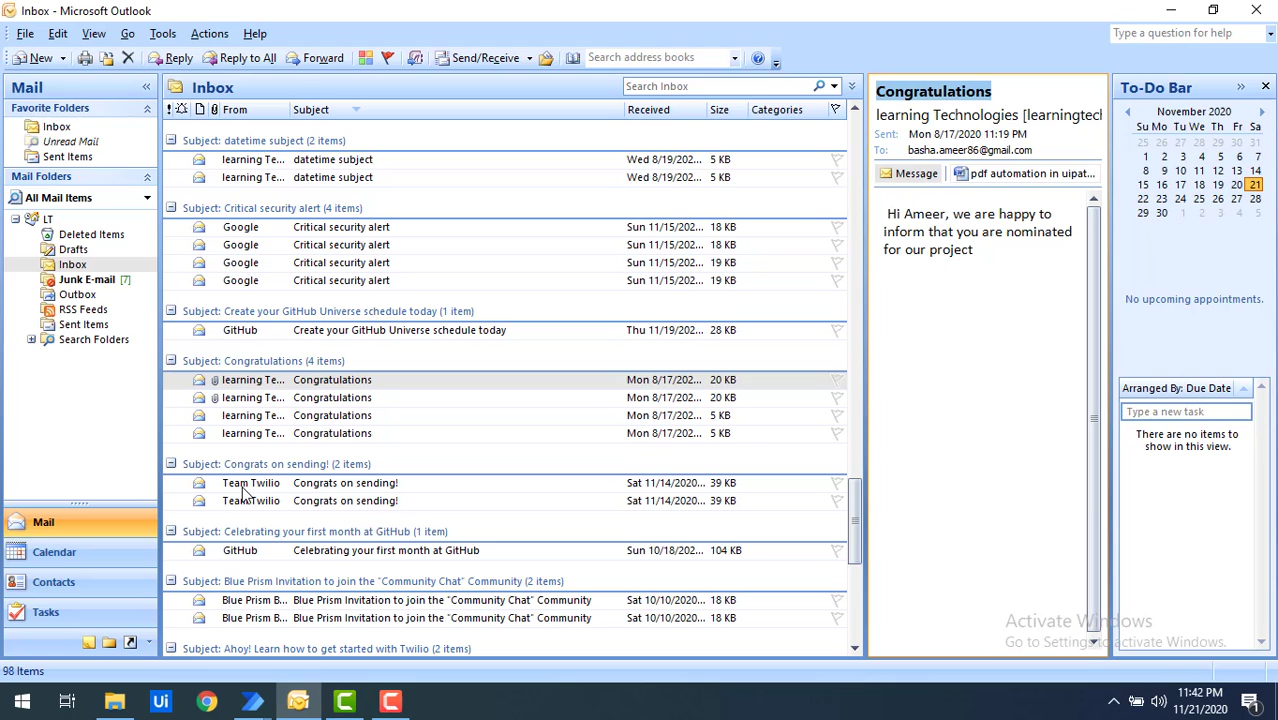 Inbox - Microsoft Outlook
File Edit View Go Tools Actions Help
Type a question for help
New Reply Reply to All Forward Send/Receive Search address books
Mail «
Favorite Folders
Inbox
Unread Mail
Sent Items
Mail Folders
All Mail Items
LT
Deleted Items
Drafts
Inbox
Junk E-mail [7]
Outbox
RSS Feeds
Sent Items
Search Folders
Mail
Calendar
Contacts
Tasks
Inbox Search Inbox
From Subject Received Size Categories
Subject: datetime subject (2 items)
learning Te... datetime subject Wed 8/19/202... 5 KB
learning Te... datetime subject Wed 8/19/202... 5 KB
Subject: Critical security alert (4 items)
Google Critical security alert Sun 11/15/202... 18 KB
Google Critical security alert Sun 11/15/202... 18 KB
Google Critical security alert Sun 11/15/202... 19 KB
Google Critical security alert Sun 11/15/202... 19 KB
Subject: Create your GitHub Universe schedule today (1 item)
GitHub Create your GitHub Universe schedule today Thu 11/19/202... 28 KB
Subject: Congratulations (4 items)
learning Te... Congratulations Mon 8/17/202... 20 KB
learning Te... Congratulations Mon 8/17/202... 20 KB
learning Te... Congratulations Mon 8/17/202... 5 KB
learning Te... Congratulations Mon 8/17/202... 5 KB
Subject: Congrats on sending! (2 items)
Team Twilio Congrats on sending! Sat 11/14/2020... 39 KB
Team Twilio Congrats on sending! Sat 11/14/2020... 39 KB
Subject: Celebrating your first month at GitHub (1 item)
GitHub Celebrating your first month at GitHub Sun 10/18/202... 104 KB
Subject: Blue Prism Invitation to join the "Community Chat" Community (2 items)
Blue Prism B... Blue Prism Invitation to join the "Community Chat" Community Sat 10/10/2020... 18 KB
Blue Prism B... Blue Prism Invitation to join the "Community Chat" Community Sat 10/10/2020... 18 KB
Subject: Ahoy! Learn how to get started with Twilio (2 items)
Congratulations
learning Technologies [learningtech
Sent: Mon 8/17/2020 11:19 PM
To: basha.ameer86@gmail.com
Message pdf automation in uipat...
Hi Ameer, we are happy to
inform that you are nominated
for our project
To-Do Bar »
November 2020
Su Mo Tu We Th Fr Sa
25 26 27 28 29 30 31
1 2 3 4 5 6 7
8 9 10 11 12 13 14
15 16 17 18 19 20 21
22 23 24 25 26 27 28
29 30 1 2 3 4 5
No upcoming appointments.
Arranged By: Due Date
Type a new task
There are no items to
show in this view.
Activate Windows
Go to Settings to activate Windows.
98 Items
Ui
C
C
11:42 PM
11/21/2020
1